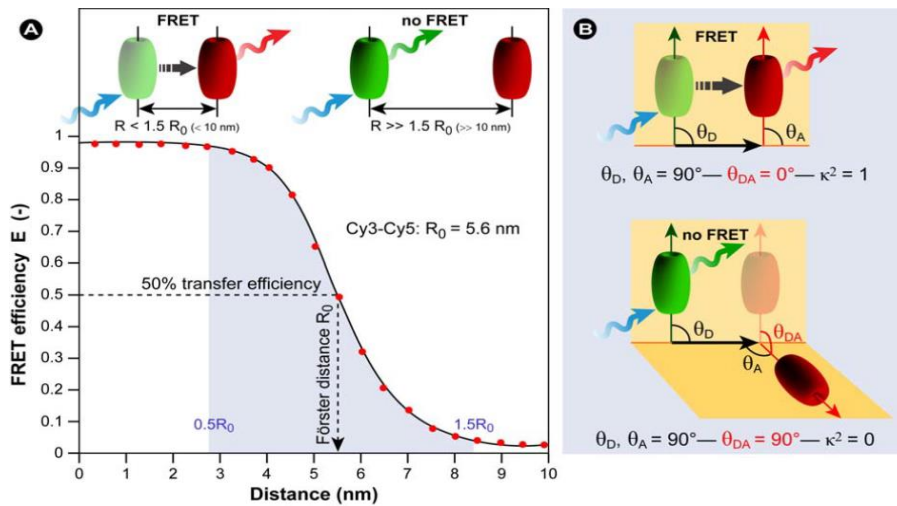 A
FRET
no FRET
R < 1.5 R₀ (< 10 nm)
R >> 1.5 R₀ (>> 10 nm)
1
0.9
0.8
0.7
0.6
0.5
0.4
0.3
0.2
0.1
0
FRET efficiency E (-)
Cy3-Cy5: R₀ = 5.6 nm
50% transfer efficiency
Förster distance R₀
0.5R₀
1.5R₀
0 1 2 3 4 5 6 7 8 9 10
Distance (nm)
B
FRET
θD
θA
θD, θA = 90°— θDA = 0°— κ² = 1
no FRET
θD
θDA
θA
θD, θA = 90°— θDA = 90°— κ² = 0